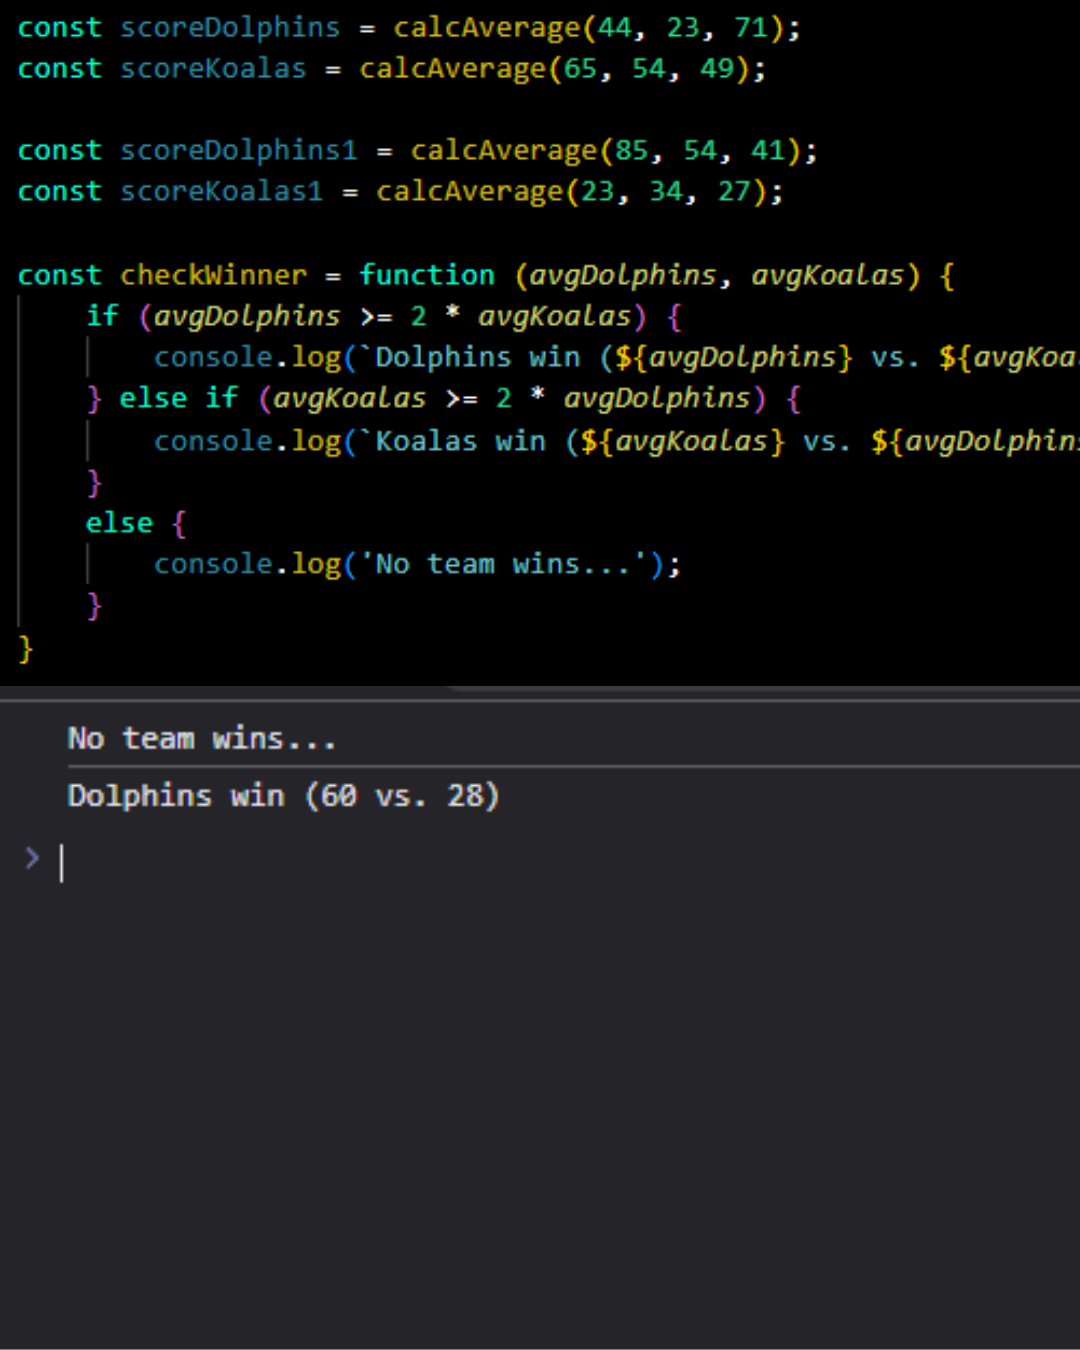 const scoreDolphins = calcAverage(44, 23, 71);
const scoreKoalas = calcAverage(65, 54, 49);
const scoreDolphins1 = calcAverage(85, 54, 41);
const scoreKoalas1 = calcAverage(23, 34, 27);
const checkWinner = function (avgDolphins, avgKoalas) {
if (avgDolphins >= 2 * avgKoalas) {
console.log(`Dolphins win (${avgDolphins} vs. ${avgKoa
} else if (avgKoalas >= 2 * avgDolphins) {
console.log(`Koalas win (${avgKoalas} vs. ${avgDolphins
}
else {
console.log('No team wins...');
}
}
No team wins...
Dolphins win (60 vs. 28)
>